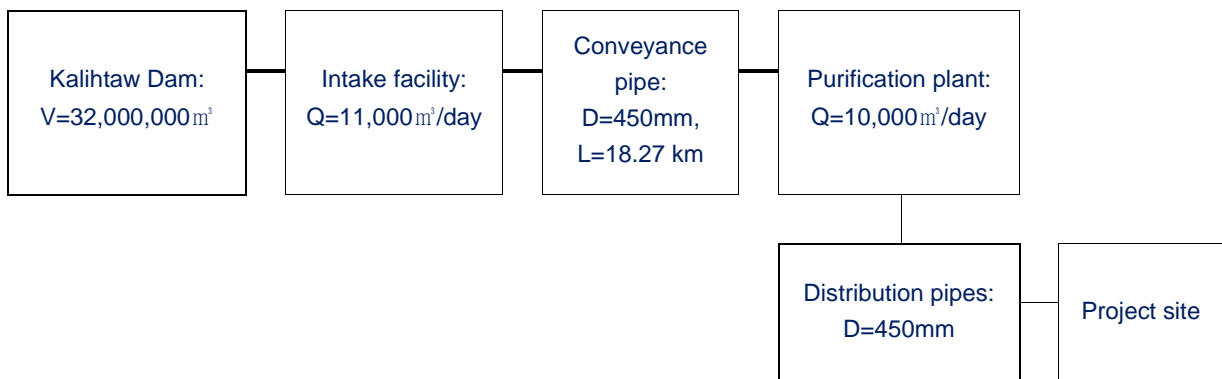 Kalihtaw Dam:
V=32,000,000㎥
Intake facility:
Q=11,000㎥/day
Conveyance
pipe:
D=450mm,
L=18.27 km
Purification plant:
Q=10,000㎥/day
Distribution pipes:
D=450mm
Project site